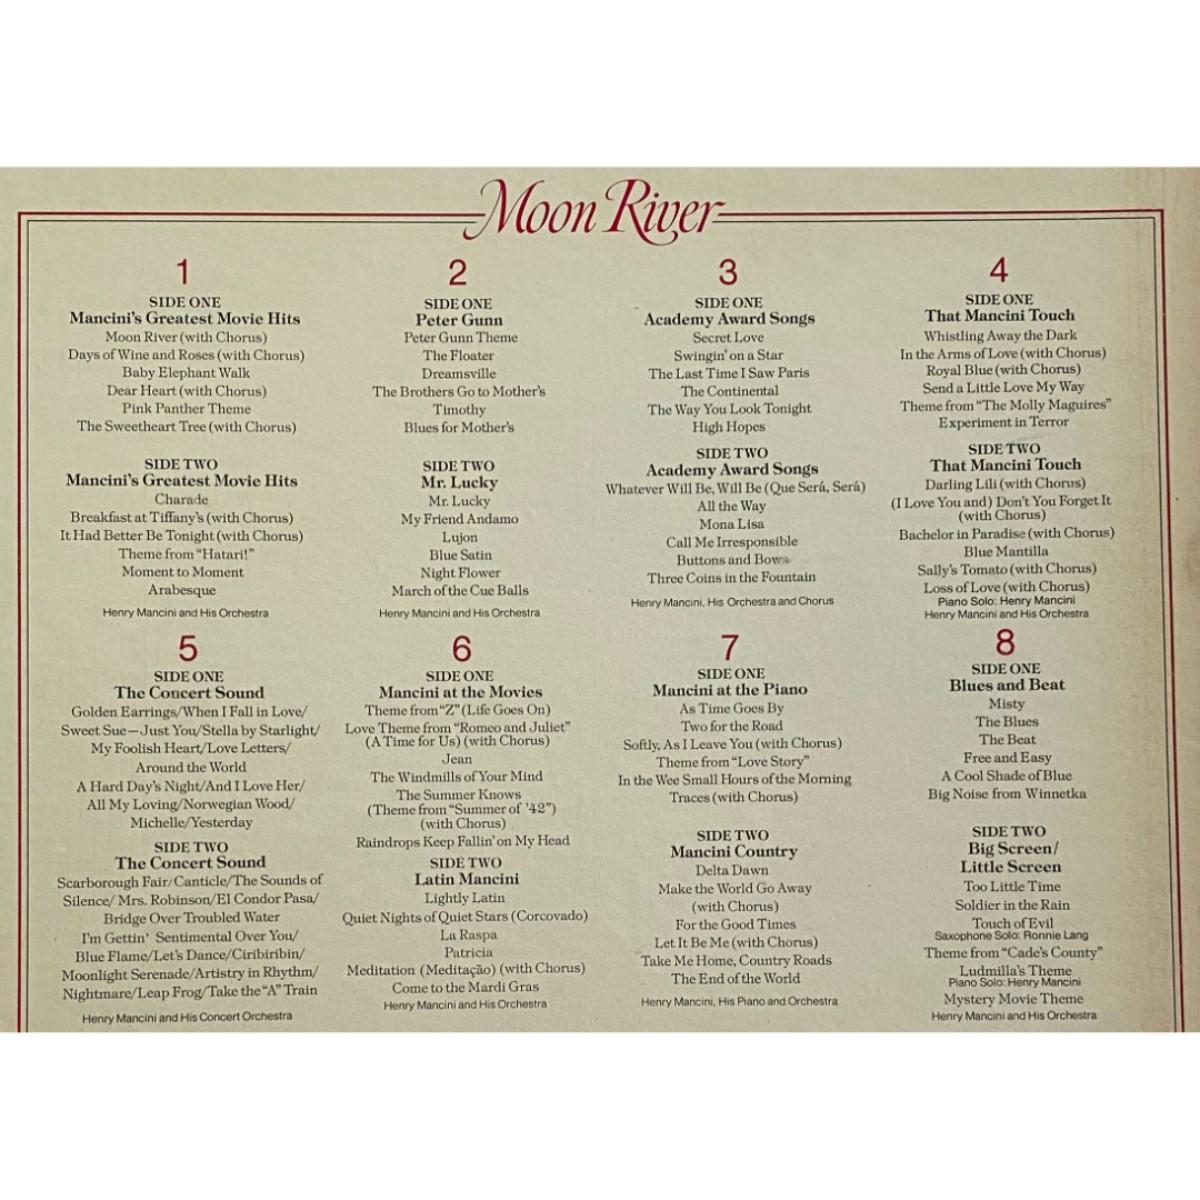 Moon River
1
SIDE ONE
Mancini's Greatest Movie Hits
Moon River (with Chorus)
Days of Wine and Roses (with Chorus)
Baby Elephant Walk
Dear Heart (with Chorus)
Pink Panther Theme
The Sweetheart Tree (with Chorus)
SIDE TWO
Mancini's Greatest Movie Hits
Charade
Breakfast at Tiffany's (with Chorus)
It Had Better Be Tonight (with Chorus)
Theme from "Hatari!"
Moment to Moment
Arabesque
Henry Mancini and His Orchestra
2
SIDE ONE
Peter Gunn
Peter Gunn Theme
The Floater
Dreamsville
The Brothers Go to Mother's
Timothy
Blues for Mother's
SIDE TWO
Mr. Lucky
Mr. Lucky
My Friend Andamo
Lujon
Blue Satin
Night Flower
March of the Cue Balls
Henry Mancini and His Orchestra
3
SIDE ONE
Academy Award Songs
Secret Love
Swingin' on a Star
The Last Time I Saw Paris
The Continental
The Way You Look Tonight
High Hopes
SIDE TWO
Academy Award Songs
Whatever Will Be, Will Be (Que Será, Será)
All the Way
Mona Lisa
Call Me Irresponsible
Buttons and Bows
Three Coins in the Fountain
Henry Mancini, His Orchestra and Chorus
4
SIDE ONE
That Mancini Touch
Whistling Away the Dark
In the Arms of Love (with Chorus)
Royal Blue (with Chorus)
Send a Little Love My Way
Theme from "The Molly Maguires"
Experiment in Terror
SIDE TWO
That Mancini Touch
Darling Lili (with Chorus)
(I Love You and) Don't You Forget It
(with Chorus)
Bachelor in Paradise (with Chorus)
Blue Mantilla
Sally's Tomato (with Chorus)
Loss of Love (with Chorus)
Piano Solo: Henry Mancini
Henry Mancini and His Orchestra
5
SIDE ONE
The Concert Sound
Golden Earrings/When I Fall in Love/
Sweet Sue—Just You/Stella by Starlight/
My Foolish Heart/Love Letters/
Around the World
A Hard Day's Night/And I Love Her/
All My Loving/Norwegian Wood/
Michelle/Yesterday
SIDE TWO
The Concert Sound
Scarborough Fair/Canticle/The Sounds of
Silence/ Mrs. Robinson/El Condor Pasa/
Bridge Over Troubled Water
I'm Gettin' Sentimental Over You/
Blue Flame/Let's Dance/Ciribiribin/
Moonlight Serenade/Artistry in Rhythm/
Nightmare/Leap Frog/Take the "A" Train
Henry Mancini and His Concert Orchestra
6
SIDE ONE
Mancini at the Movies
Theme from "Z" (Life Goes On)
Love Theme from "Romeo and Juliet"
(A Time for Us) (with Chorus)
Jean
The Windmills of Your Mind
The Summer Knows
(Theme from "Summer of '42")
(with Chorus)
Raindrops Keep Fallin' on My Head
SIDE TWO
Latin Mancini
Lightly Latin
Quiet Nights of Quiet Stars (Corcovado)
La Raspa
Patricia
Meditation (Meditação) (with Chorus)
Come to the Mardi Gras
Henry Mancini and His Orchestra
7
SIDE ONE
Mancini at the Piano
As Time Goes By
Two for the Road
Softly, As I Leave You (with Chorus)
Theme from "Love Story"
In the Wee Small Hours of the Morning
Traces (with Chorus)
SIDE TWO
Mancini Country
Delta Dawn
Make the World Go Away
(with Chorus)
For the Good Times
Let It Be Me (with Chorus)
Take Me Home, Country Roads
The End of the World
Henry Mancini, His Piano and Orchestra
8
SIDE ONE
Blues and Beat
Misty
The Blues
The Beat
Free and Easy
A Cool Shade of Blue
Big Noise from Winnetka
SIDE TWO
Big Screen/
Little Screen
Too Little Time
Soldier in the Rain
Touch of Evil
Saxophone Solo: Ronnie Lang
Theme from "Cade's County"
Ludmilla's Theme
Piano Solo: Henry Mancini
Mystery Movie Theme
Henry Mancini and His Orchestra